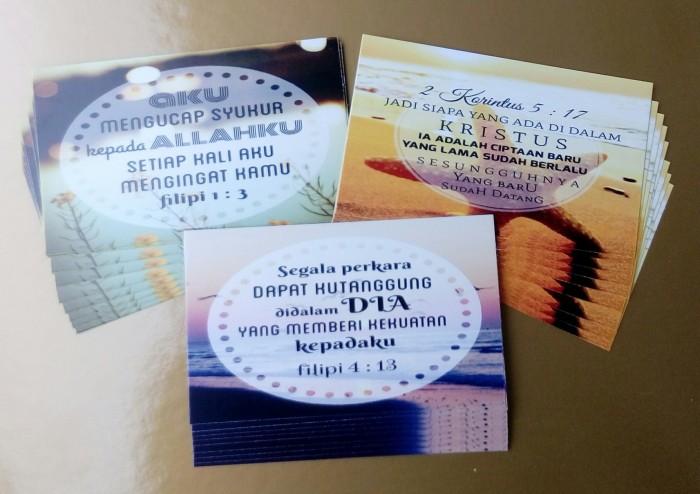 AKU
MENGUCAP SYUKUR
kepada ALLAHKU
SETIAP KALI AKU
MENGINGAT KAMU
filipi 1 : 3
2 Korintus 5 : 17
JADI SIAPA YANG ADA DI DALAM
KRISTUS
IA ADALAH CIPTAAN BARU
YANG LAMA SUDAH BERLALU
SESUNGGUHNYA
YANG BARU
SUDAH DATANG
Segala perkara
DAPAT KUTANGGUNG
didalam DIA
YANG MEMBERI KEKUATAN
kepadaku
filipi 4 : 13